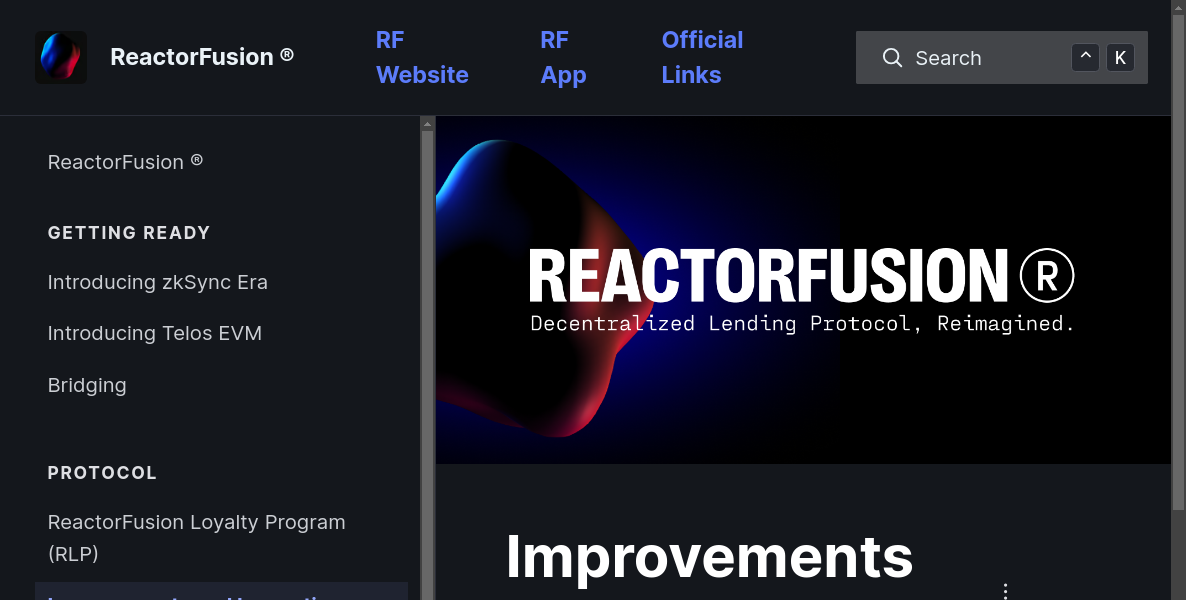 ReactorFusion ®
RF
Website
RF
App
Official
Links
Search
^
K
ReactorFusion ®
GETTING READY
Introducing zkSync Era
Introducing Telos EVM
Bridging
PROTOCOL
ReactorFusion Loyalty Program
(RLP)
REACTORFUSION®
Decentralized Lending Protocol, Reimagined.
Improvements